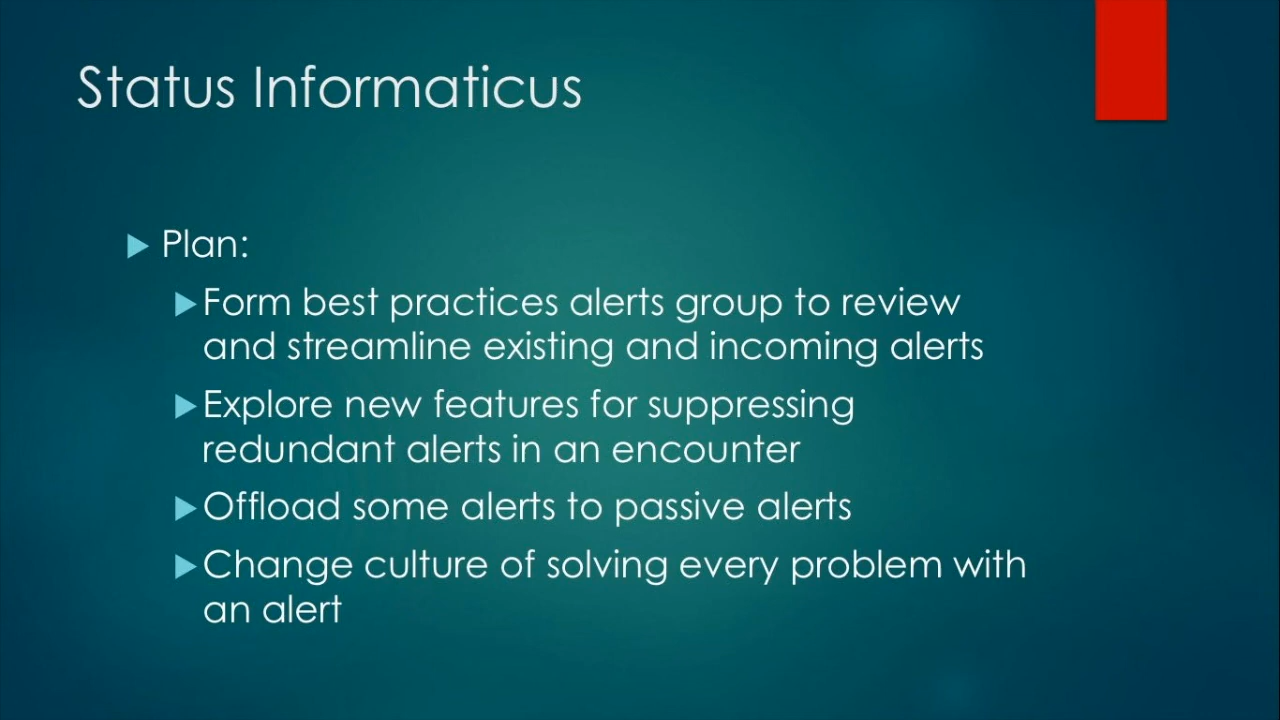 Status Informaticus
Plan:
Form best practices alerts group to review
and streamline existing and incoming alerts
Explore new features for suppressing
redundant alerts in an encounter
Offload some alerts to passive alerts
Change culture of solving every problem with
an alert